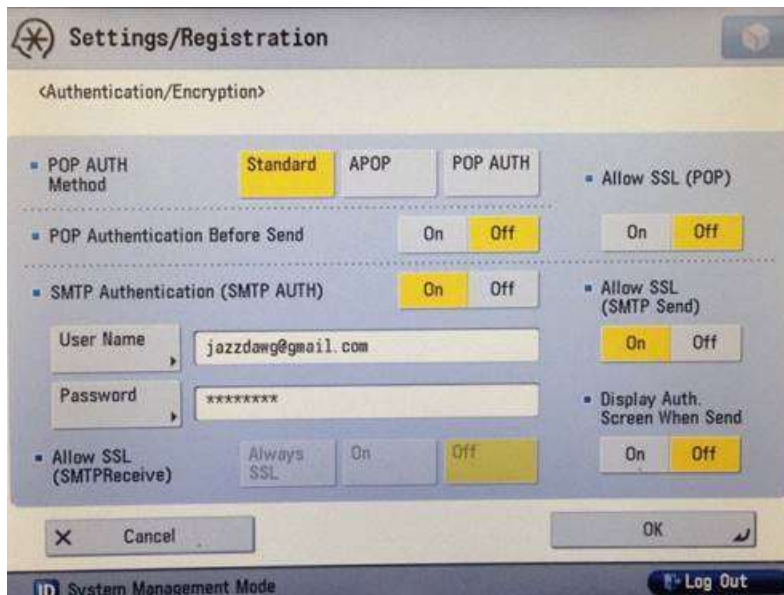 Settings/Registration
<Authentication/Encryption>
POP AUTH
Method
Standard
APOP
POP AUTH
Allow SSL (POP)
POP Authentication Before Send
On
Off
On
Off
SMTP Authentication (SMTP AUTH)
On
Off
Allow SSL
(SMTP Send)
User Name
jazzdawg@gmail.com
On
Off
Password
********
Display Auth.
Screen When Send
Allow SSL
(SMTPReceive)
Always
SSL
On
Off
On
Off
Cancel
OK
ID System Management Mode
Log Out